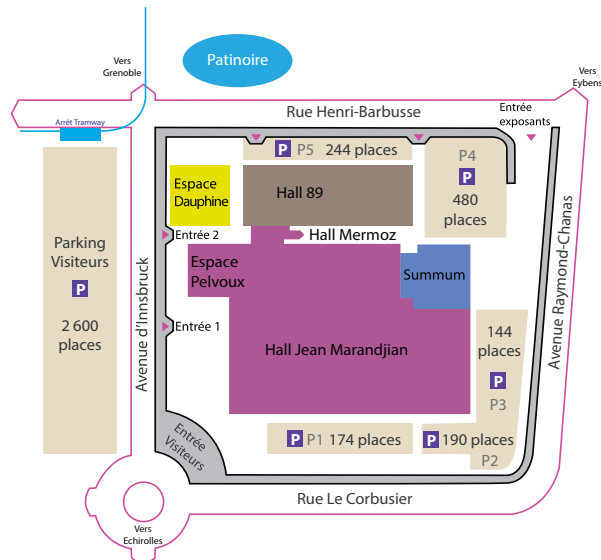 Vers
Grenoble
Patinoire
Vers
Eybens
Arrêt Tramway
Rue Henri-Barbusse
Entrée
exposants
P P5 244 places
P4
P
480
places
Espace
Dauphine
Hall 89
Entrée 2
Hall Mermoz
Parking
Visiteurs
P
2 600
places
Espace
Pelvoux
Summum
Avenue d'Innsbruck
Avenue Raymond-Chanas
Entrée 1
Hall Jean Marandjian
144
places
P
P3
Entrée
Visiteurs
P P1 174 places
P 190 places
P2
Rue Le Corbusier
Vers
Echirolles